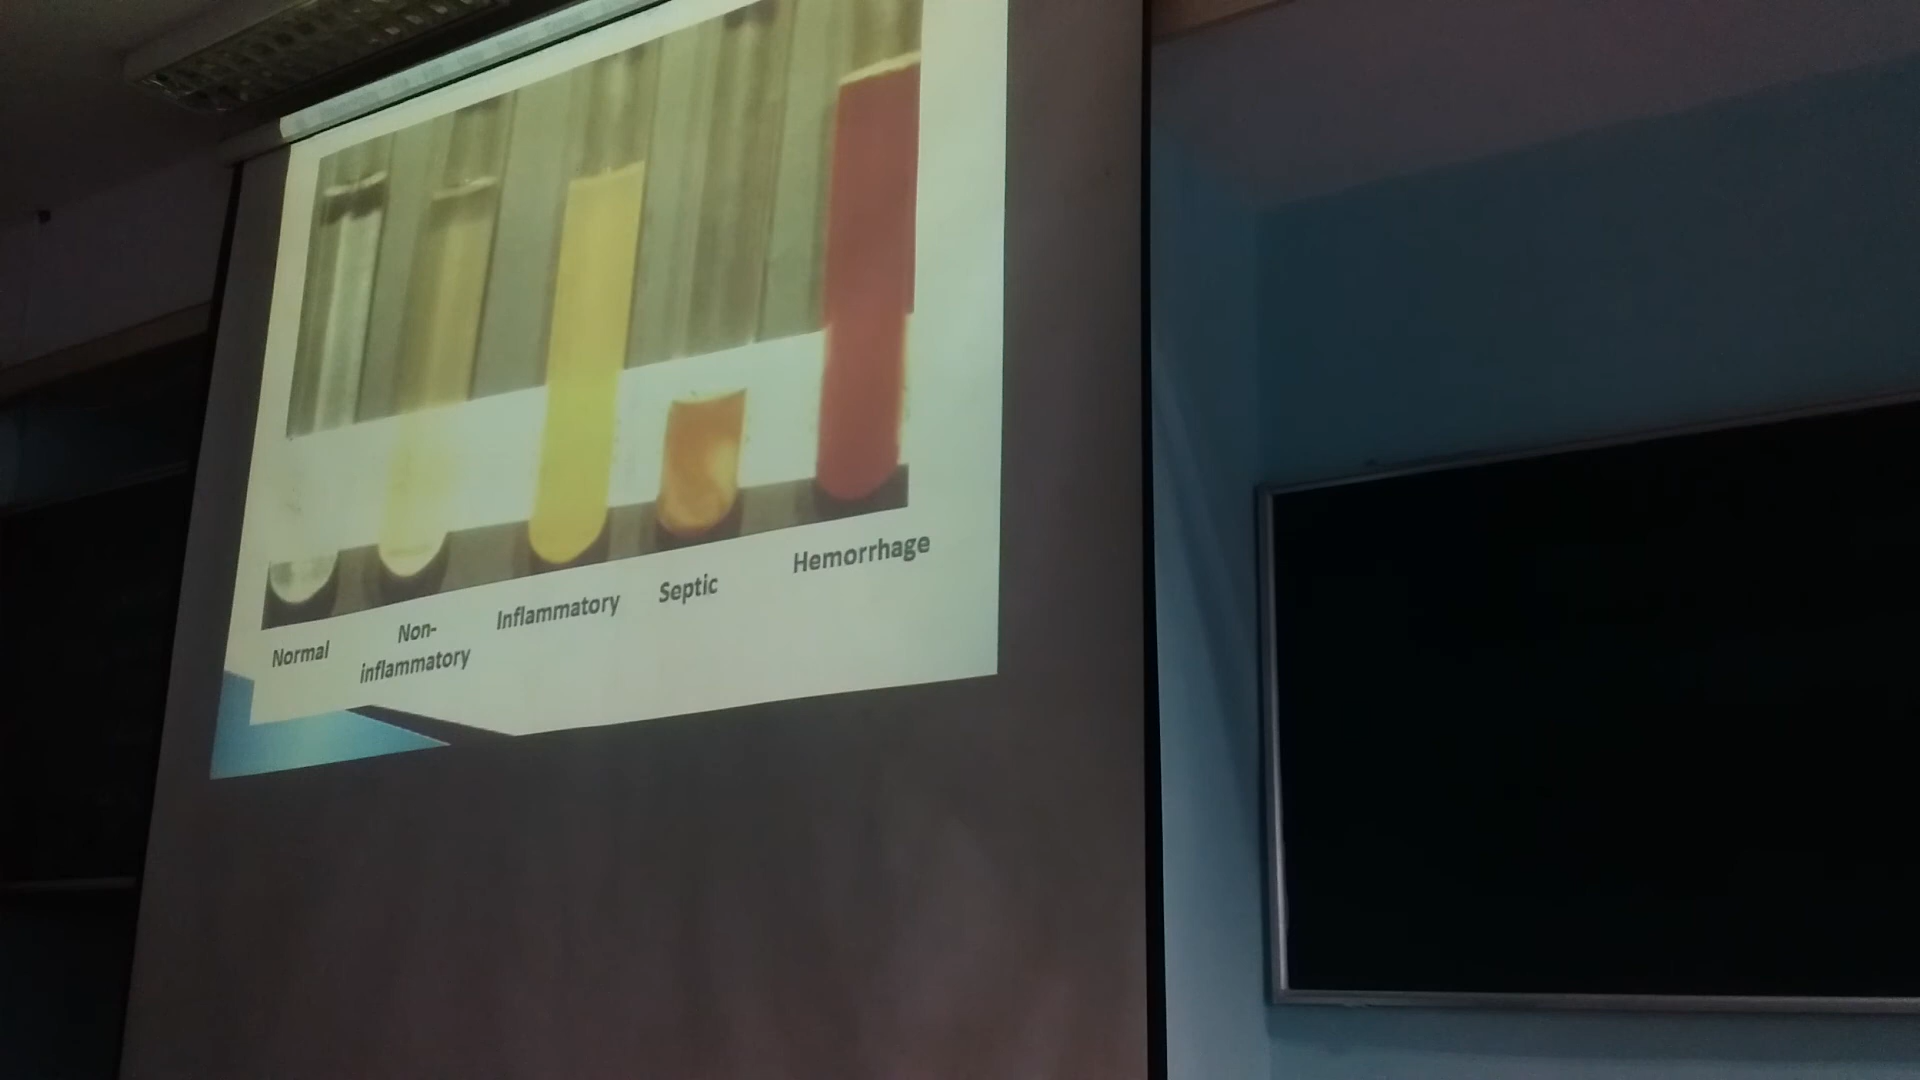 Normal
Non-
inflammatory
Inflammatory
Septic
Hemorrhage